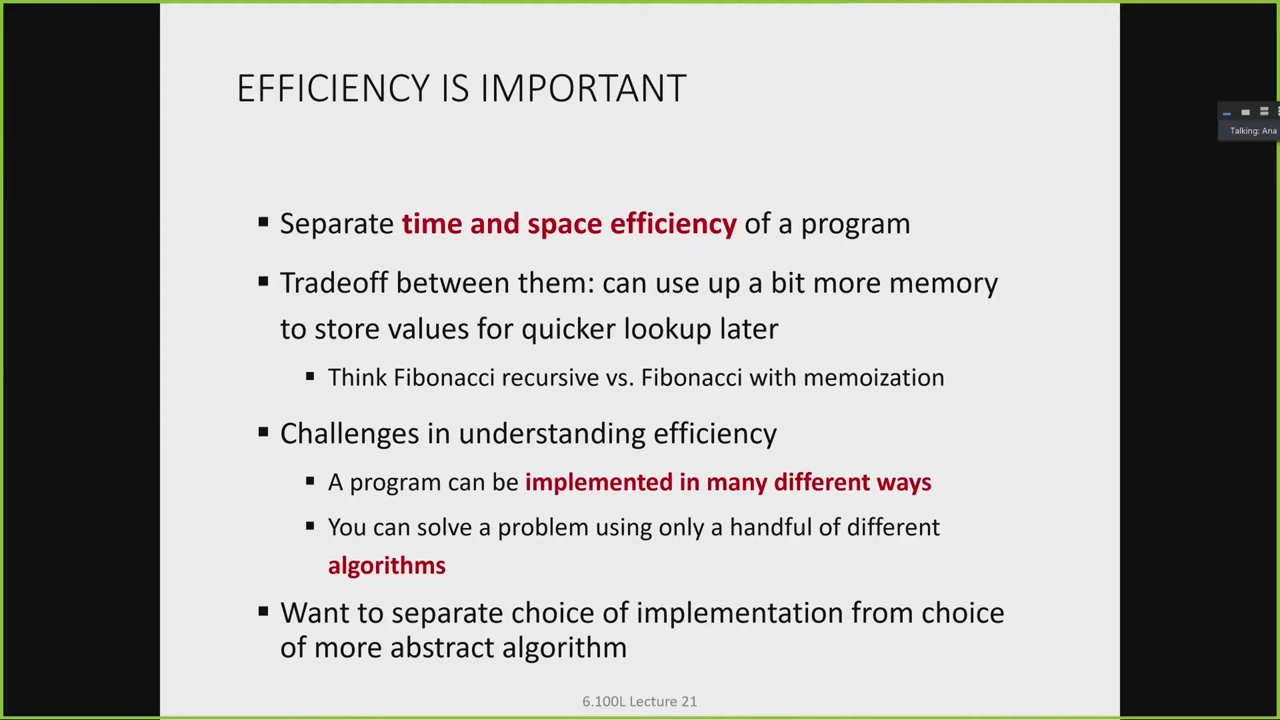 EFFICIENCY IS IMPORTANT
Talking: Ana
▪ Separate time and space efficiency of a program
▪ Tradeoff between them: can use up a bit more memory
to store values for quicker lookup later
▪ Think Fibonacci recursive vs. Fibonacci with memoization
▪ Challenges in understanding efficiency
▪ A program can be implemented in many different ways
▪ You can solve a problem using only a handful of different
algorithms
▪ Want to separate choice of implementation from choice
of more abstract algorithm
6.100L Lecture 21